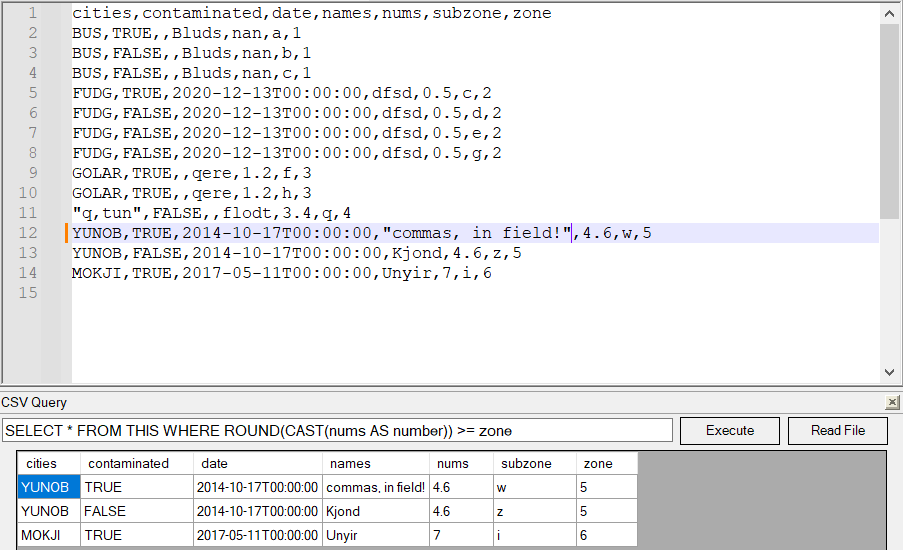 1 cities,contaminated,date,names,nums,subzone,zone
2 BUS,TRUE,,Bluds,nan,a,1
3 BUS,FALSE,,Bluds,nan,b,1
4 BUS,FALSE,,Bluds,nan,c,1
5 FUDG,TRUE,2020-12-13T00:00:00,dfsd,0.5,c,2
6 FUDG,FALSE,2020-12-13T00:00:00,dfsd,0.5,d,2
7 FUDG,FALSE,2020-12-13T00:00:00,dfsd,0.5,e,2
8 FUDG,FALSE,2020-12-13T00:00:00,dfsd,0.5,g,2
9 GOLAR,TRUE,,qere,1.2,f,3
10 GOLAR,TRUE,,qere,1.2,h,3
11 "q,tun",FALSE,,flodt,3.4,q,4
12 YUNOB,TRUE,2014-10-17T00:00:00,"commas, in field!",4.6,w,5
13 YUNOB,FALSE,2014-10-17T00:00:00,Kjond,4.6,z,5
14 MOKJI,TRUE,2017-05-11T00:00:00,Unyir,7,i,6
15
CSV Query
SELECT * FROM THIS WHERE ROUND(CAST(nums AS number)) >= zone Execute Read File
cities contaminated date names nums subzone zone
YUNOB TRUE 2014-10-17T00:00:00 commas, in field! 4.6 w 5
YUNOB FALSE 2014-10-17T00:00:00 Kjond 4.6 z 5
MOKJI TRUE 2017-05-11T00:00:00 Unyir 7 i 6